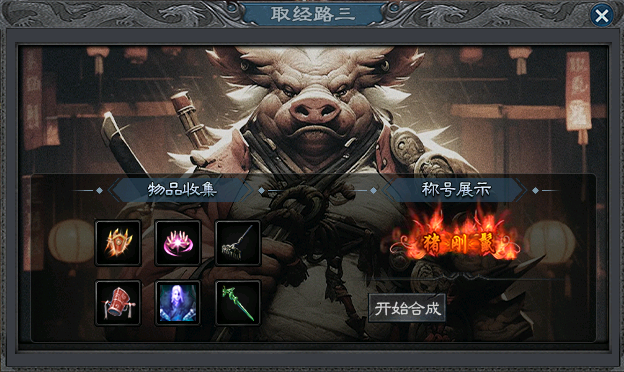 取经路三
物品收集
称号展示
猪刚鬣
开始合成